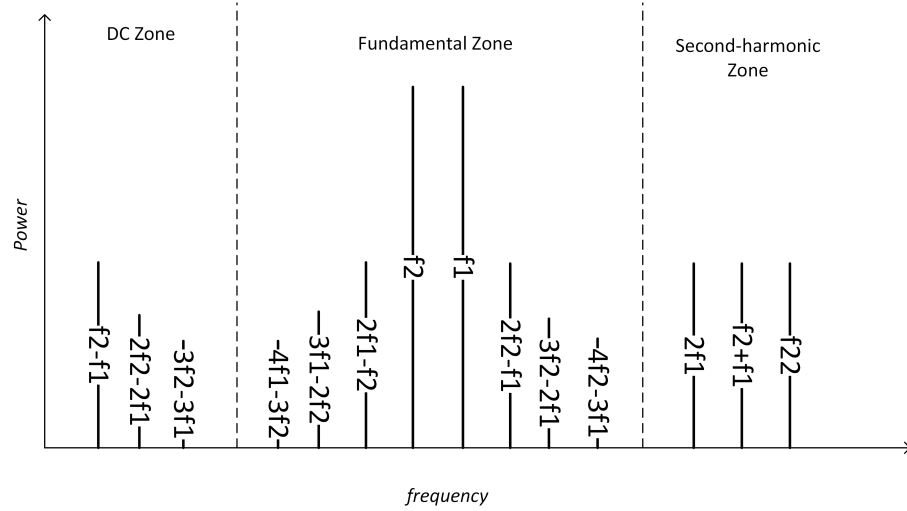 DC Zone
Fundamental Zone
Second-harmonic
Zone
Power
f2-f1
2f2-2f1
3f2-3f1
4f1-3f2
3f1-2f2
2f1-f2
f2
f1
2f2-f1
3f2-2f1
4f2-3f1
2f1
f2+f1
f22
frequency